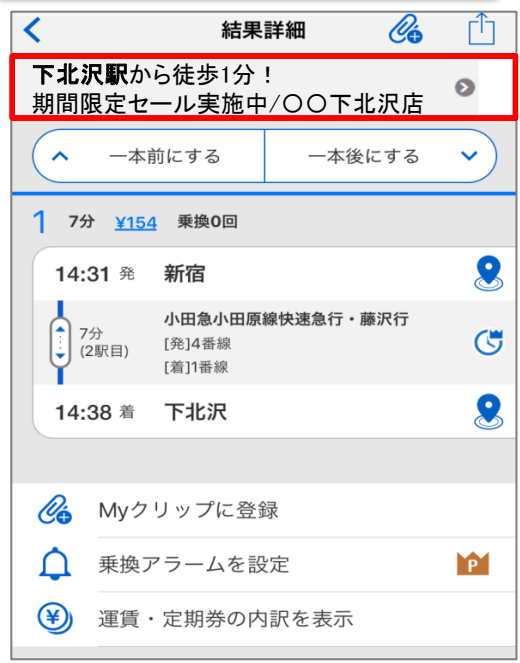 結果詳細
下北沢駅から徒歩1分！
期間限定セール実施中/〇〇下北沢店
一本前にする
一本後にする
1 7分 ¥154 乗換0回
14:31 発 新宿
小田急小田原線快速急行・藤沢行
7分
(2駅目)
[発]4番線
[着]1番線
14:38 着 下北沢
Myクリップに登録
乗換アラームを設定
P
運賃・定期券の内訳を表示